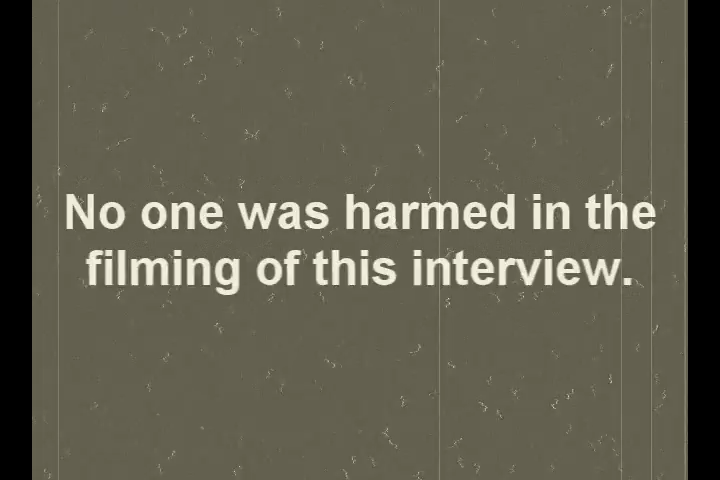 No one was harmed in the
filming of this interview.